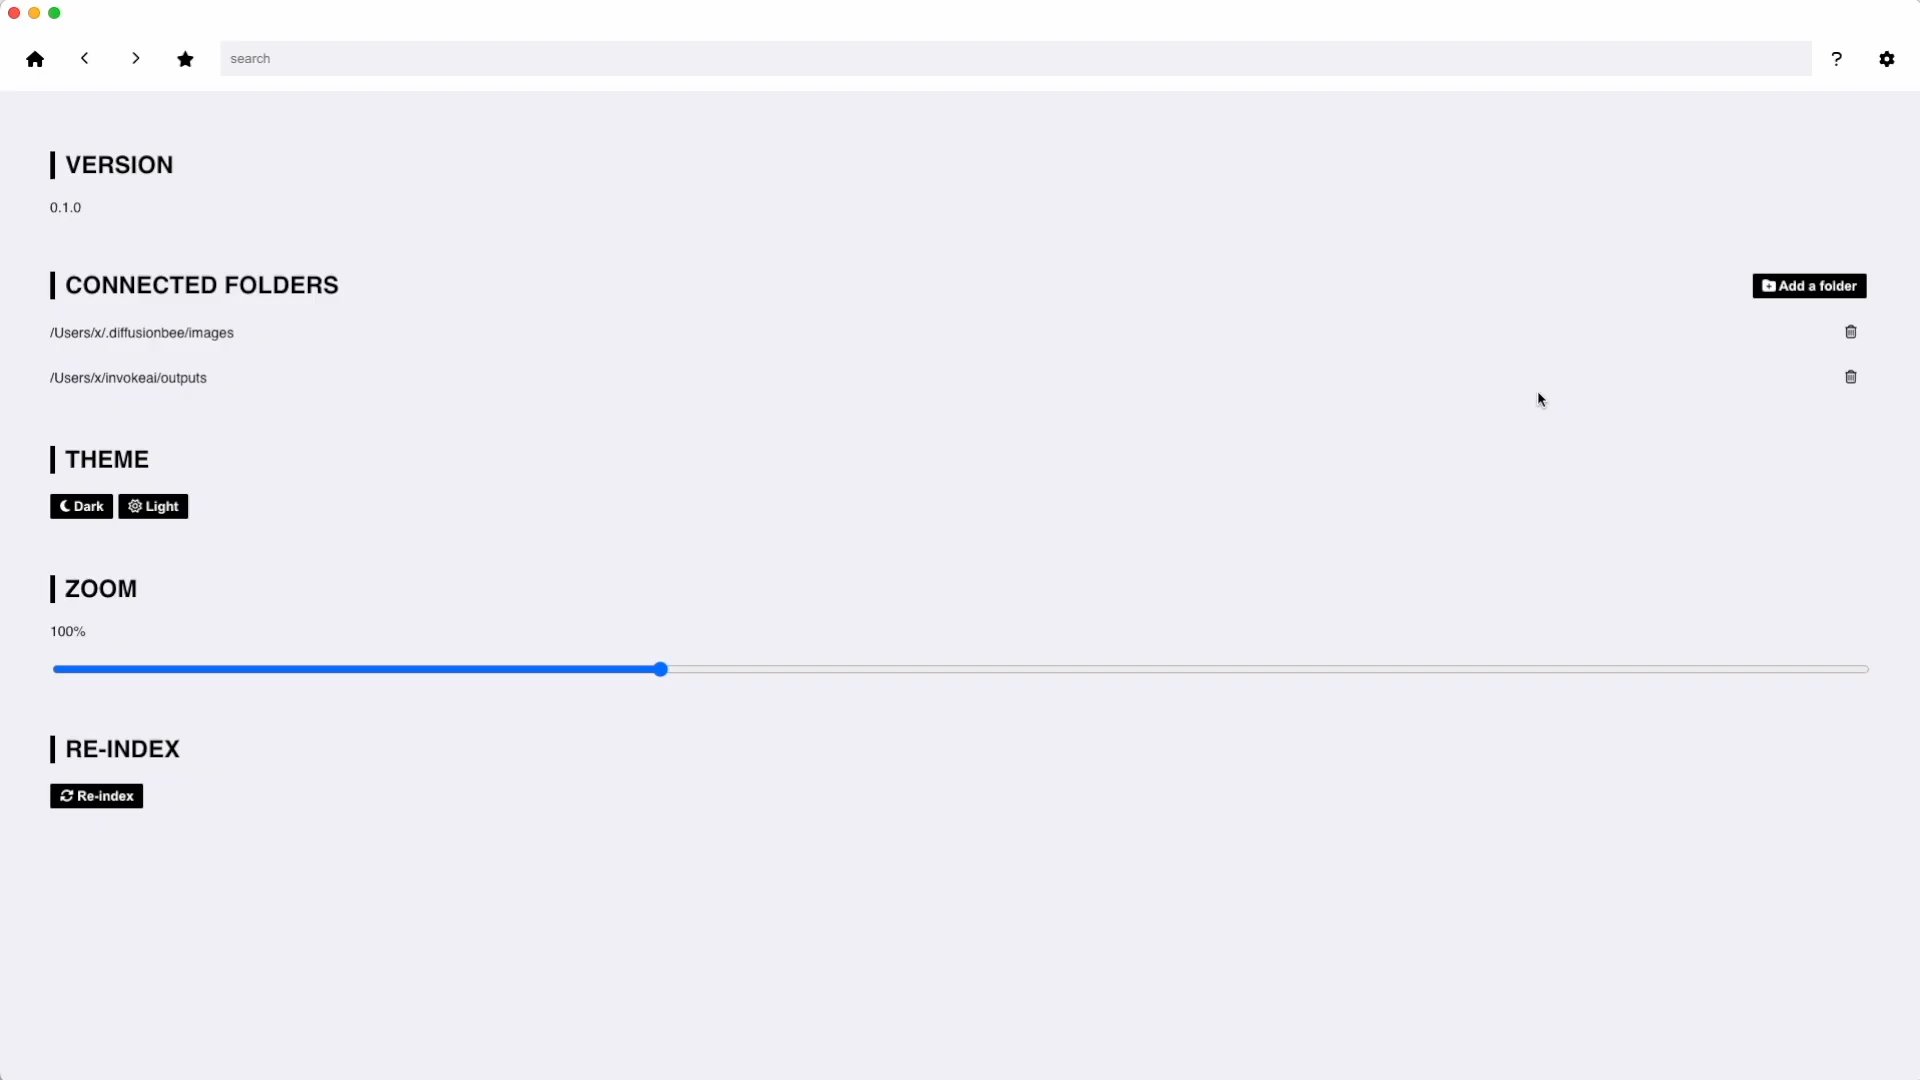 search
?
VERSION
0.1.0
CONNECTED FOLDERS
Add a folder
/Users/x/.diffusionbee/images
/Users/x/invokeai/outputs
THEME
Dark
Light
ZOOM
100%
RE-INDEX
Re-index